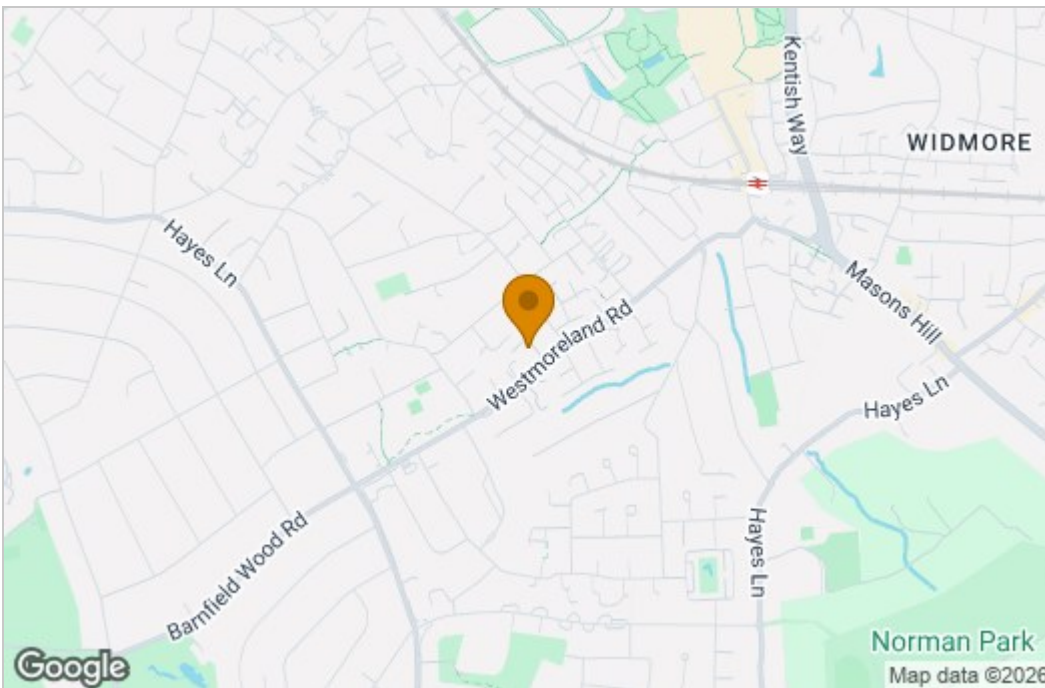 Kentish Way
WIDMORE
Hayes Ln
Masons Hill
Westmoreland Rd
Hayes Ln
Barnfield Wood Rd
Hayes Ln
Norman Park
Google
Map data ©2026